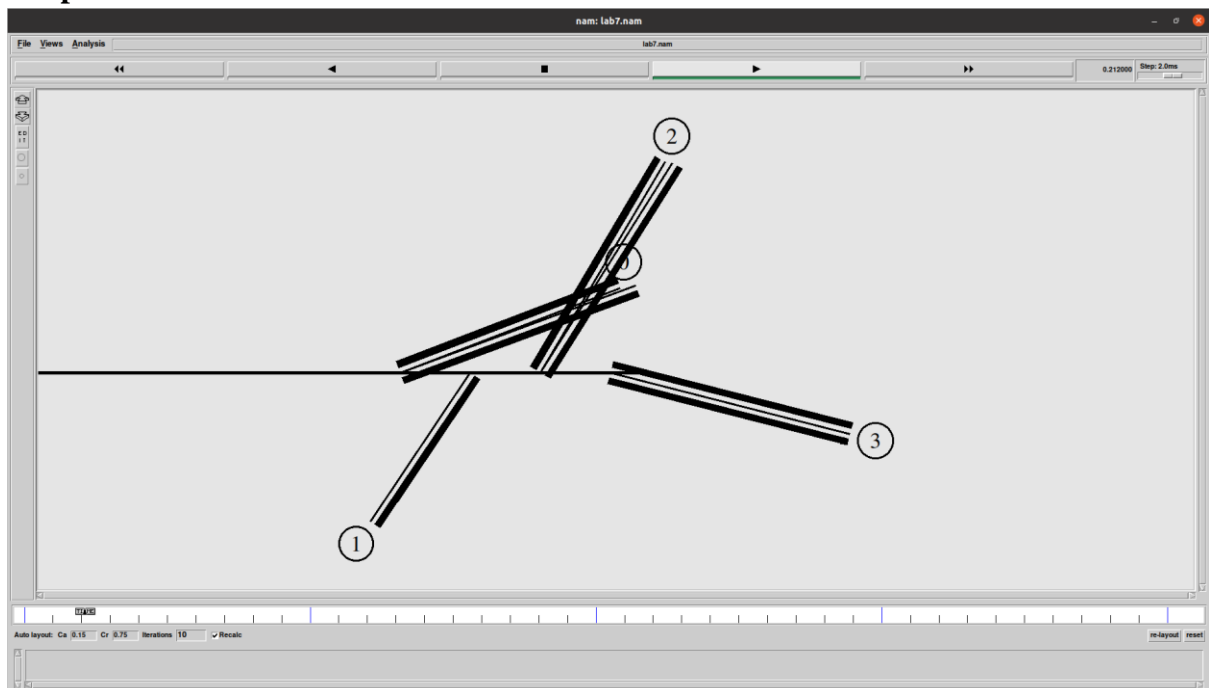 nam: lab7.nam
File Views Analysis lab7.nam
0.212000 Step: 2.0ms
E D
I T
2
0
3
1
TIME
Auto layout: Ca 0.15 Cr 0.75 Iterations 10 Recalc re-layout reset